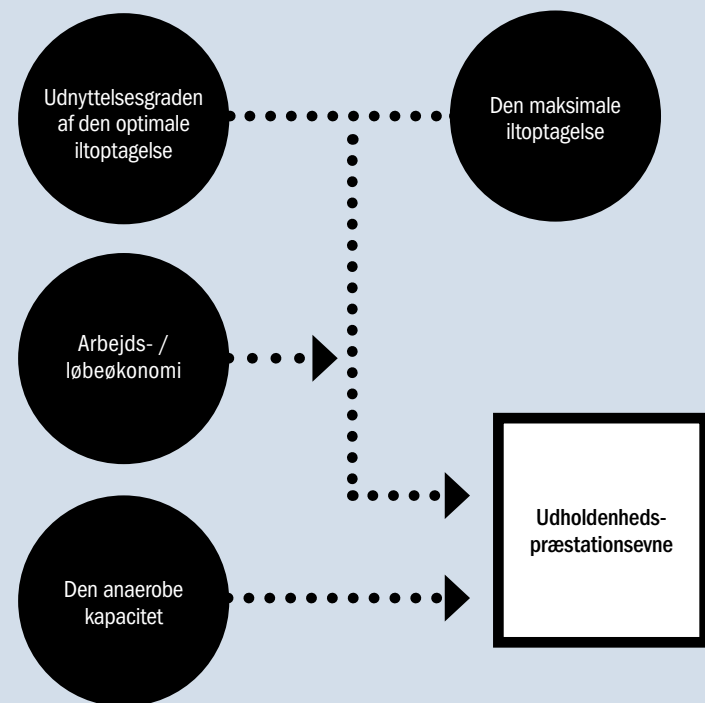 Udnyttelsesgraden
af den optimale
iltoptagelse
Den maksimale
iltoptagelse
Arbejds- /
løbeøkonomi
Udholdenheds-
præstationsevne
Den anaerobe
kapacitet